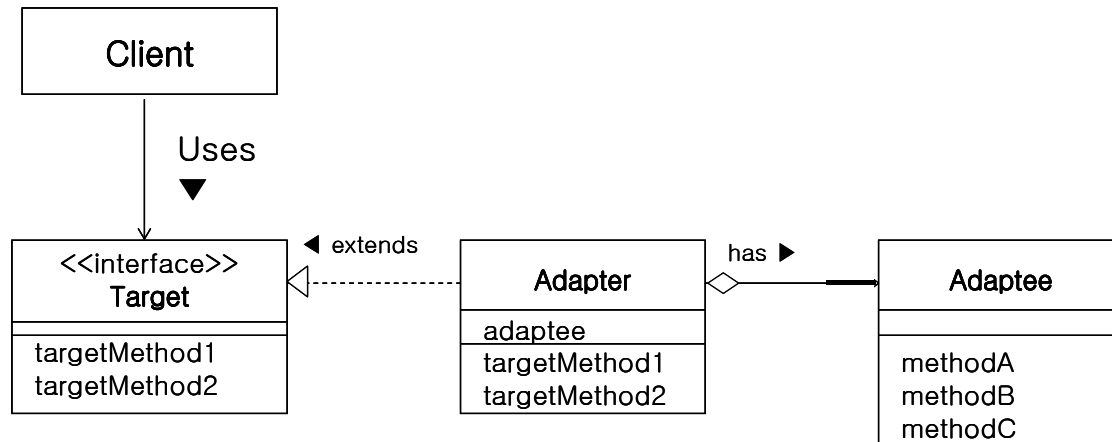 Client
Uses
▼
◀ extends
has ▶
<<interface>>
Target
targetMethod1
targetMethod2
Adapter
adaptee
targetMethod1
targetMethod2
Adaptee
methodA
methodB
methodC